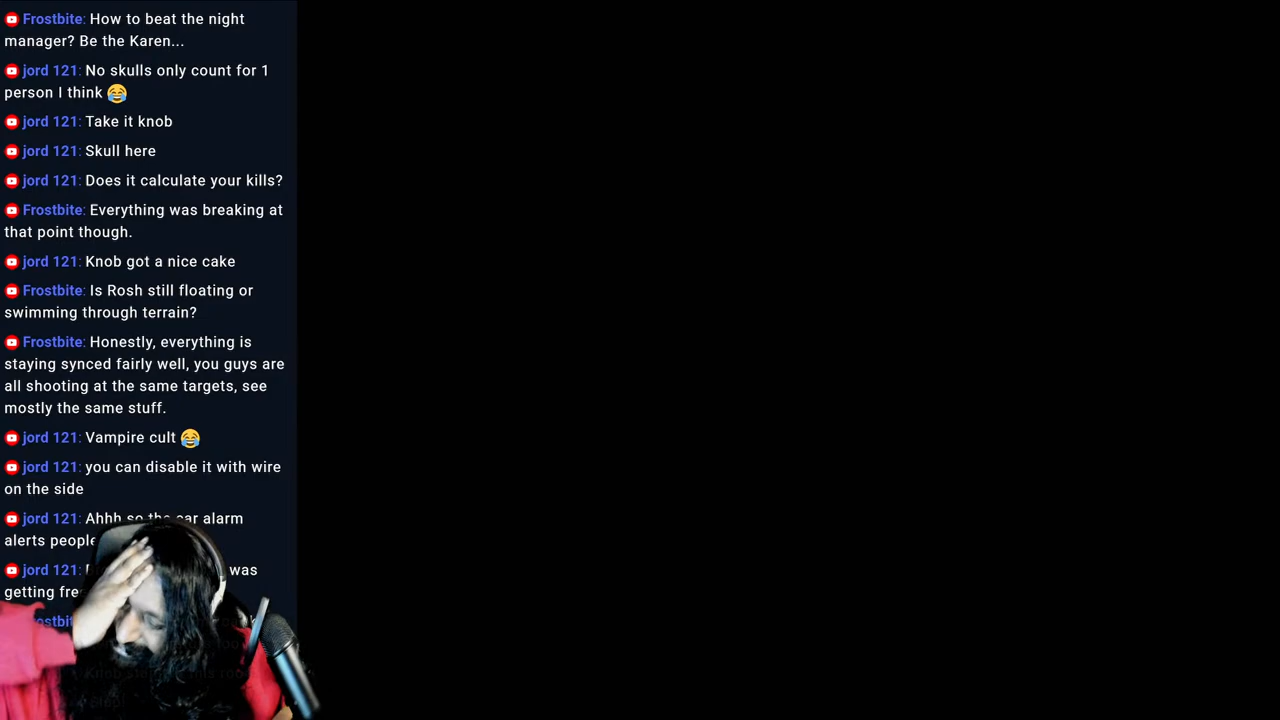 Frostbite: How to beat the night
manager? Be the Karen...
jord 121: No skulls only count for 1
person I think 😂
jord 121: Take it knob
jord 121: Skull here
jord 121: Does it calculate your kills?
Frostbite: Everything was breaking at
that point though.
jord 121: Knob got a nice cake
Frostbite: Is Rosh still floating or
swimming through terrain?
Frostbite: Honestly, everything is
staying synced fairly well, you guys are
all shooting at the same targets, see
mostly the same stuff.
jord 121: Vampire cult 😂
jord 121: you can disable it with wire
on the side
jord 121: Ahhh so the car alarm
alerts people
jord 121: was
getting